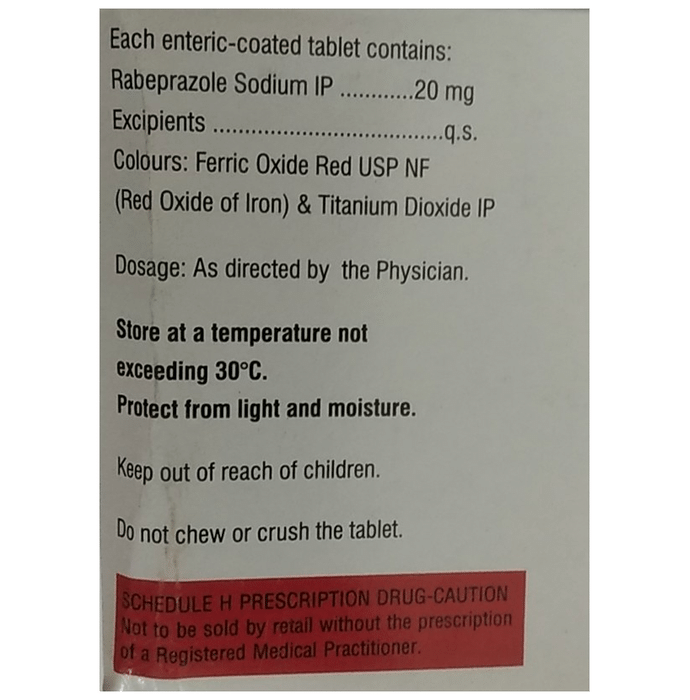 Each enteric-coated tablet contains:
Rabeprazole Sodium IP ............20 mg
Excipients ......................................q.s.
Colours: Ferric Oxide Red USP NF
(Red Oxide of Iron) & Titanium Dioxide IP
Dosage: As directed by the Physician.
Store at a temperature not
exceeding 30°C.
Protect from light and moisture.
Keep out of reach of children.
Do not chew or crush the tablet.
SCHEDULE H PRESCRIPTION DRUG-CAUTION
Not to be sold by retail without the prescription
of a Registered Medical Practitioner.